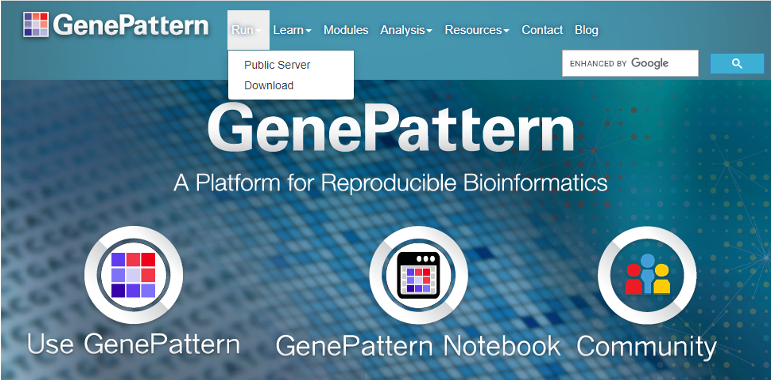 GenePattern Run Learn Modules Analysis Resources Contact Blog
Public Server
Download
ENHANCED BY Google
GenePattern
A Platform for Reproducible Bioinformatics
Use GenePattern GenePattern Notebook Community